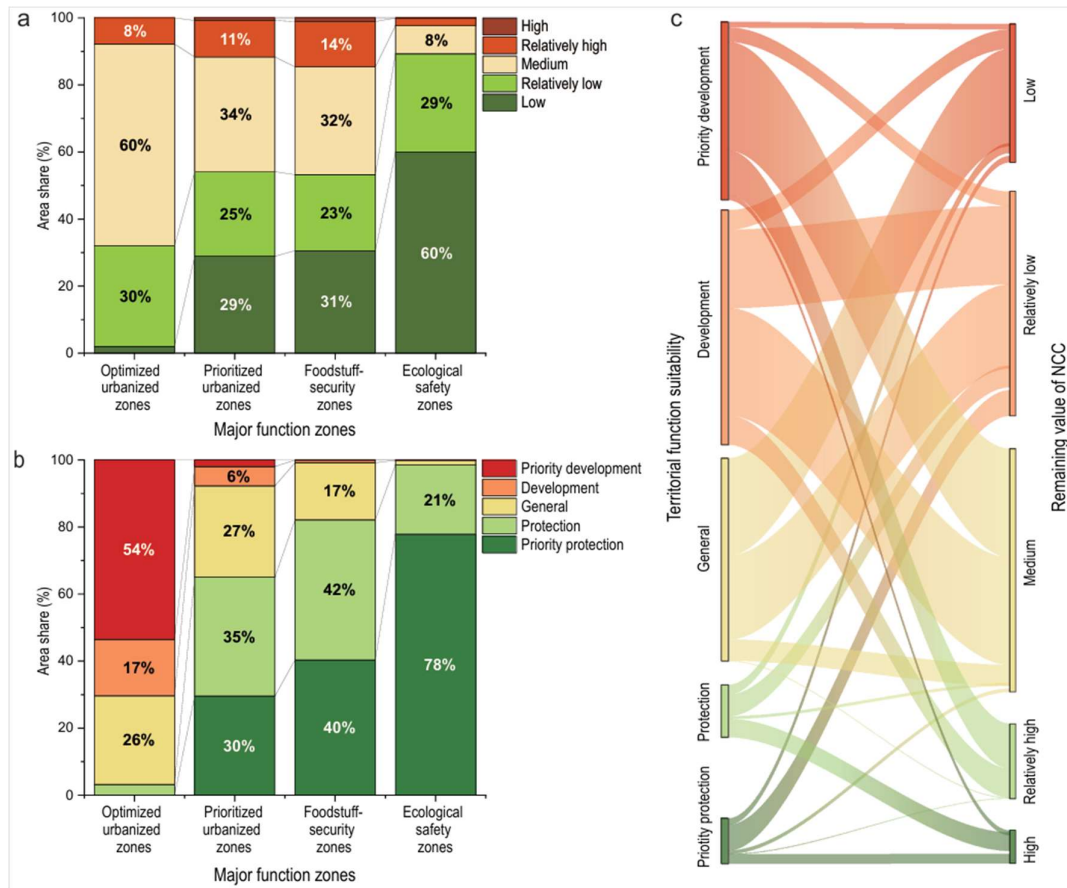 a
Area share (%)
100
80
60
40
20
0
8%
60%
30%
11%
34%
25%
29%
14%
32%
23%
31%
8%
29%
60%
High
Relatively high
Medium
Relatively low
Low
Optimized
urbanized
zones
Prioritized
urbanized
zones
Foodstuff-
security
zones
Ecological
safety
zones
Major function zones
b
Area share (%)
100
80
60
40
20
0
54%
17%
26%
6%
27%
35%
30%
17%
42%
40%
21%
78%
Priority development
Development
General
Protection
Priority protection
Optimized
urbanized
zones
Prioritized
urbanized
zones
Foodstuff-
security
zones
Ecological
safety
zones
Major function zones
c
Territorial function suitability
Priority development
Development
General
Protection
Priotity protection
Remaining value of NCC
Low
Relatively low
Medium
Relatively high
High